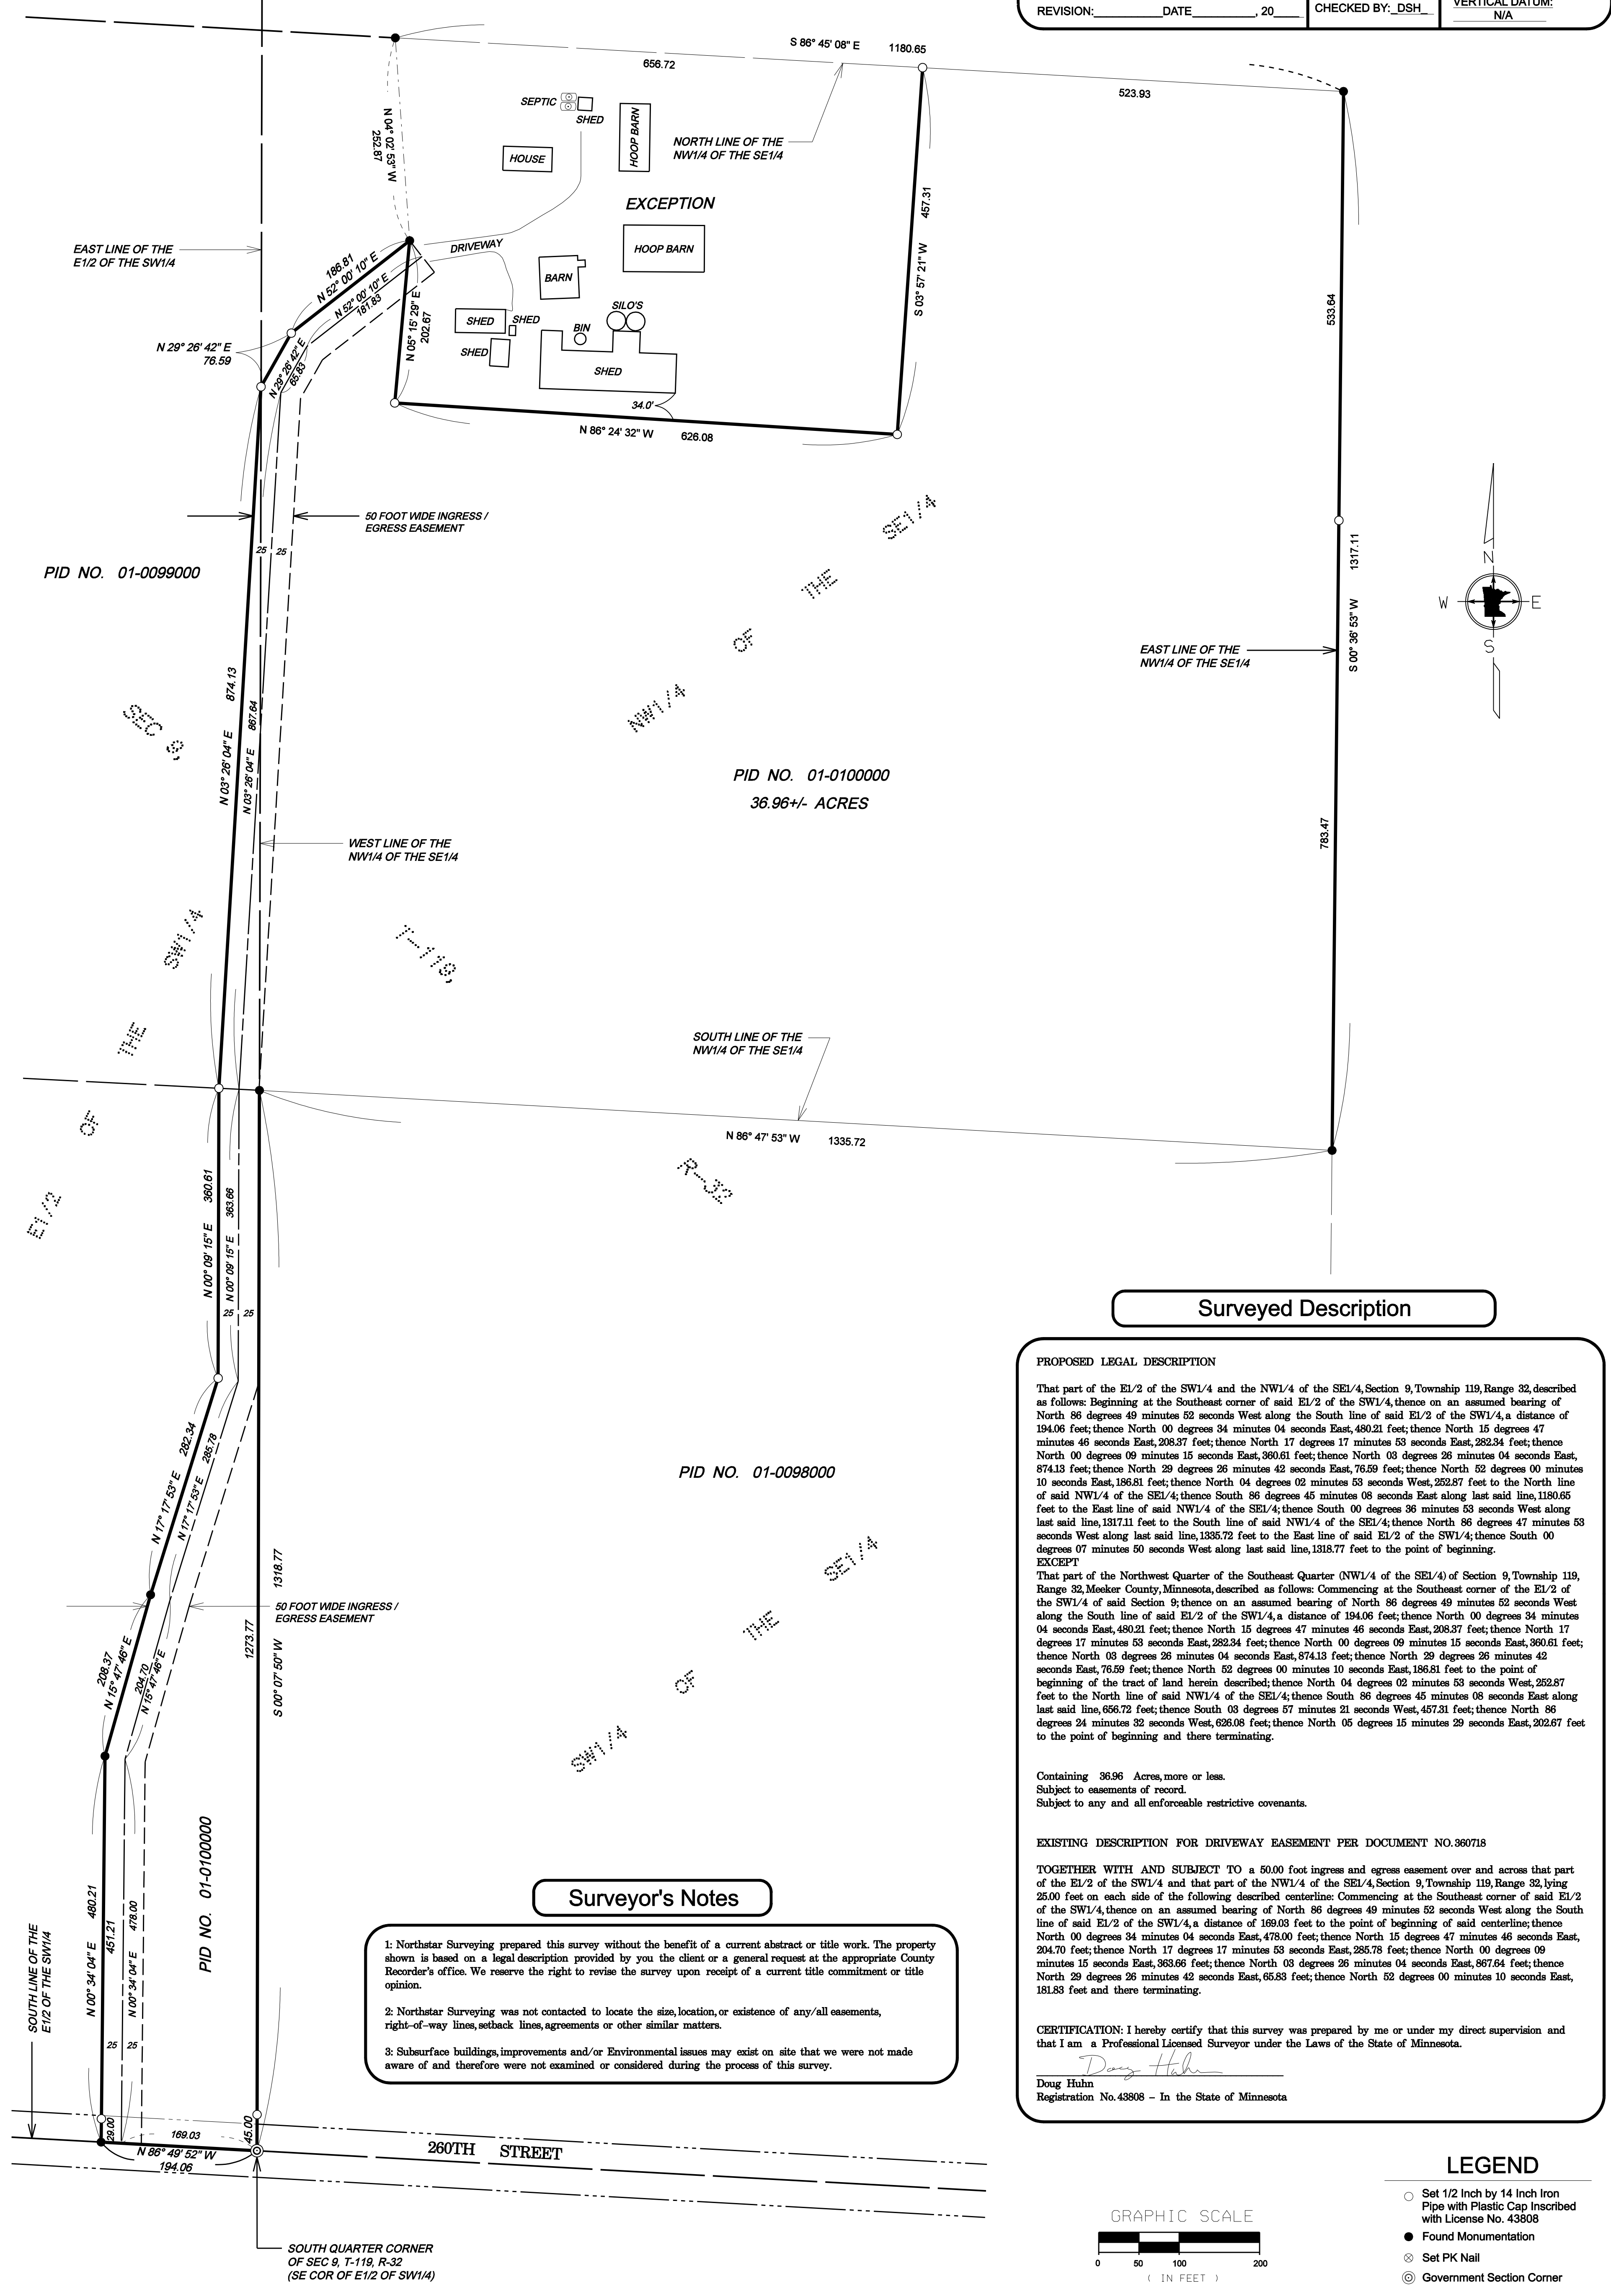 REVISION:____________DATE___________, 20____
CHECKED BY:_DSH_
VERTICAL DATUM:
N/A
S 86° 45' 08" E 1180.65
656.72
523.93
N 04° 02' 53" W
252.87
SEPTIC
SHED
HOOP BARN
HOUSE
NORTH LINE OF THE
NW1/4 OF THE SE1/4
EXCEPTION
EAST LINE OF THE
E1/2 OF THE SW1/4
DRIVEWAY
HOOP BARN
BARN
186.81
N 52° 00' 10" E
N 52° 00' 10" E
181.83
N 29° 26' 42" E
76.59
N 29° 26' 42" E
65.83
N 05° 15' 29" E
202.67
SHED
SHED
SHED
BIN
SILO'S
SHED
34.0'
N 86° 24' 32" W 626.08
S 03° 57' 21" W 457.31
533.64
50 FOOT WIDE INGRESS /
EGRESS EASEMENT
25 25
PID NO. 01-0099000
SE1/4
THE
OF
NW1/4
S 00° 36' 53" W 1317.11
N
W E
S
EAST LINE OF THE
NW1/4 OF THE SE1/4
SEC 9,
N 03° 26' 04" E 874.13
N 03° 26' 04" E 867.64
PID NO. 01-0100000
36.96+/- ACRES
783.47
WEST LINE OF THE
NW1/4 OF THE SE1/4
T-119,
SW1/4
THE
OF
E1/2
SOUTH LINE OF THE
NW1/4 OF THE SE1/4
N 86° 47' 53" W 1335.72
R-32
N 00° 09' 15" E 360.61
N 00° 09' 15" E 363.66
25 25
N 17° 17' 53" E 282.34
N 17° 17' 53" E 285.78
PID NO. 01-0098000
SE1/4
THE
OF
SW1/4
50 FOOT WIDE INGRESS /
EGRESS EASEMENT
1273.77
S 00° 07' 50" W 1318.77
208.37
N 15° 47' 46" E
204.70
N 15° 47' 46" E
PID NO. 01-0100000
N 00° 34' 04" E 480.21
451.21
N 00° 34' 04" E 478.00
25 25
SOUTH LINE OF THE
E1/2 OF THE SW1/4
29.00
169.03
45.00
N 86° 49' 52" W
194.06
260TH STREET
SOUTH QUARTER CORNER
OF SEC 9, T-119, R-32
(SE COR OF E1/2 OF SW1/4)
Surveyor's Notes
1: Northstar Surveying prepared this survey without the benefit of a current abstract or title work. The property
shown is based on a legal description provided by you the client or a general request at the appropriate County
Recorder's office. We reserve the right to revise the survey upon receipt of a current title commitment or title
opinion.
2: Northstar Surveying was not contacted to locate the size, location, or existence of any/all easements,
right-of-way lines, setback lines, agreements or other similar matters.
3: Subsurface buildings, improvements and/or Environmental issues may exist on site that we were not made
aware of and therefore were not examined or considered during the process of this survey.
Surveyed Description
PROPOSED LEGAL DESCRIPTION
That part of the E1/2 of the SW1/4 and the NW1/4 of the SE1/4, Section 9, Township 119, Range 32, described
as follows: Beginning at the Southeast corner of said E1/2 of the SW1/4, thence on an assumed bearing of
North 86 degrees 49 minutes 52 seconds West along the South line of said E1/2 of the SW1/4, a distance of
194.06 feet; thence North 00 degrees 34 minutes 04 seconds East, 480.21 feet; thence North 15 degrees 47
minutes 46 seconds East, 208.37 feet; thence North 17 degrees 17 minutes 53 seconds East, 282.34 feet; thence
North 00 degrees 09 minutes 15 seconds East, 360.61 feet; thence North 03 degrees 26 minutes 04 seconds East,
874.13 feet; thence North 29 degrees 26 minutes 42 seconds East, 76.59 feet; thence North 52 degrees 00 minutes
10 seconds East, 186.81 feet; thence North 04 degrees 02 minutes 53 seconds West, 252.87 feet to the North line
of said NW1/4 of the SE1/4; thence South 86 degrees 45 minutes 08 seconds East along last said line, 1180.65
feet to the East line of said NW1/4 of the SE1/4; thence South 00 degrees 36 minutes 53 seconds West along
last said line, 1317.11 feet to the South line of said NW1/4 of the SE1/4; thence North 86 degrees 47 minutes 53
seconds West along last said line, 1335.72 feet to the East line of said E1/2 of the SW1/4; thence South 00
degrees 07 minutes 50 seconds West along last said line, 1318.77 feet to the point of beginning.
EXCEPT
That part of the Northwest Quarter of the Southeast Quarter (NW1/4 of the SE1/4) of Section 9, Township 119,
Range 32, Meeker County, Minnesota, described as follows: Commencing at the Southeast corner of the E1/2 of
the SW1/4 of said Section 9; thence on an assumed bearing of North 86 degrees 49 minutes 52 seconds West
along the South line of said E1/2 of the SW1/4, a distance of 194.06 feet; thence North 00 degrees 34 minutes
04 seconds East, 480.21 feet; thence North 15 degrees 47 minutes 46 seconds East, 208.37 feet; thence North 17
degrees 17 minutes 53 seconds East, 282.34 feet; thence North 00 degrees 09 minutes 15 seconds East, 360.61 feet;
thence North 03 degrees 26 minutes 04 seconds East, 874.13 feet; thence North 29 degrees 26 minutes 42
seconds East, 76.59 feet; thence North 52 degrees 00 minutes 10 seconds East, 186.81 feet to the point of
beginning of the tract of land herein described; thence North 04 degrees 02 minutes 53 seconds West, 252.87
feet to the North line of said NW1/4 of the SE1/4; thence South 86 degrees 45 minutes 08 seconds East along
last said line, 656.72 feet; thence South 03 degrees 57 minutes 21 seconds West, 457.31 feet; thence North 86
degrees 24 minutes 32 seconds West, 626.08 feet; thence North 05 degrees 15 minutes 29 seconds East, 202.67 feet
to the point of beginning and there terminating.
Containing 36.96 Acres, more or less.
Subject to easements of record.
Subject to any and all enforceable restrictive covenants.
EXISTING DESCRIPTION FOR DRIVEWAY EASEMENT PER DOCUMENT NO. 360718
TOGETHER WITH AND SUBJECT TO a 50.00 foot ingress and egress easement over and across that part
of the E1/2 of the SW1/4 and that part of the NW1/4 of the SE1/4, Section 9, Township 119, Range 32, lying
25.00 feet on each side of the following described centerline: Commencing at the Southeast corner of said E1/2
of the SW1/4, thence on an assumed bearing of North 86 degrees 49 minutes 52 seconds West along the South
line of said E1/2 of the SW1/4, a distance of 169.03 feet to the point of beginning of said centerline; thence
North 00 degrees 34 minutes 04 seconds East, 478.00 feet; thence North 15 degrees 47 minutes 46 seconds East,
204.70 feet; thence North 17 degrees 17 minutes 53 seconds East, 285.78 feet; thence North 00 degrees 09
minutes 15 seconds East, 363.66 feet; thence North 03 degrees 26 minutes 04 seconds East, 867.64 feet; thence
North 29 degrees 26 minutes 42 seconds East, 65.83 feet; thence North 52 degrees 00 minutes 10 seconds East,
181.83 feet and there terminating.
CERTIFICATION: I hereby certify that this survey was prepared by me or under my direct supervision and
that I am a Professional Licensed Surveyor under the Laws of the State of Minnesota.
Doug Huhn
Doug Huhn
Registration No. 43808 - In the State of Minnesota
GRAPHIC SCALE
0 50 100 200
( IN FEET )
LEGEND
Set 1/2 Inch by 14 Inch Iron
Pipe with Plastic Cap Inscribed
with License No. 43808
Found Monumentation
Set PK Nail
Government Section Corner